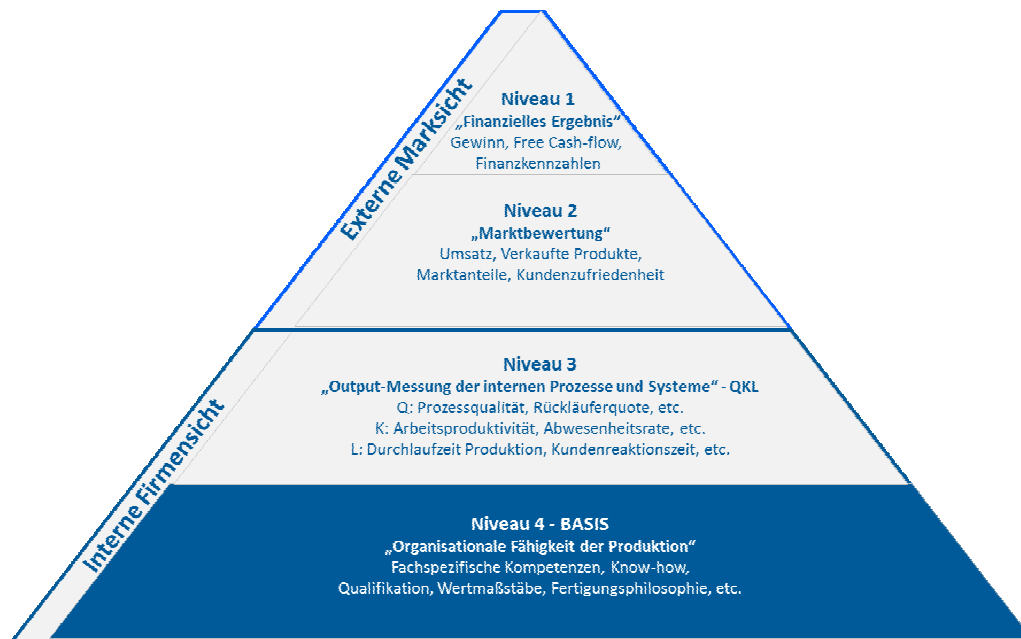 Externe Marksicht
Niveau 1
„Finanzielles Ergebnis“
Gewinn, Free Cash-flow,
Finanzkennzahlen
Niveau 2
„Marktbewertung“
Umsatz, Verkaufte Produkte,
Marktanteile, Kundenzufriedenheit
Interne Firmensicht
Niveau 3
„Output-Messung der internen Prozesse und Systeme“ - QKL
Q: Prozessqualität, Rückläuferquote, etc.
K: Arbeitsproduktivität, Abwesenheitsrate, etc.
L: Durchlaufzeit Produktion, Kundenreaktionszeit, etc.
Niveau 4 - BASIS
„Organisationale Fähigkeit der Produktion“
Fachspezifische Kompetenzen, Know-how,
Qualifikation, Wertmaßstäbe, Fertigungsphilosophie, etc.